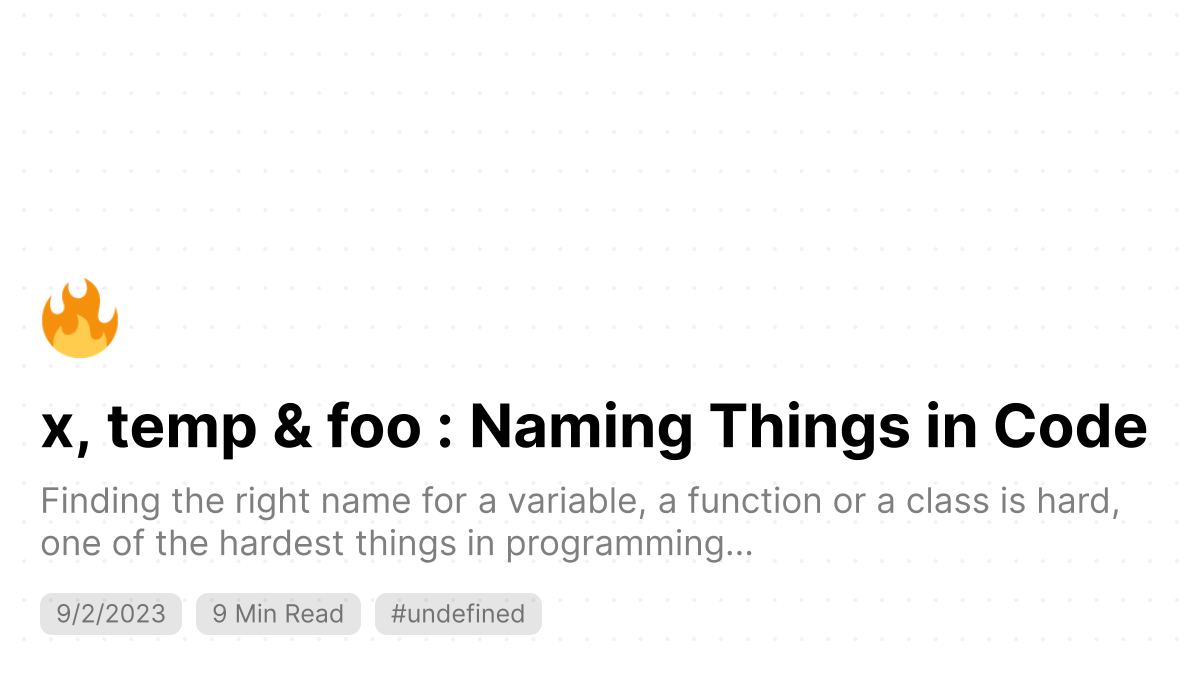 x, temp & foo : Naming Things in Code
Finding the right name for a variable, a function or a class is hard,
one of the hardest things in programming...
9/2/2023 9 Min Read #undefined